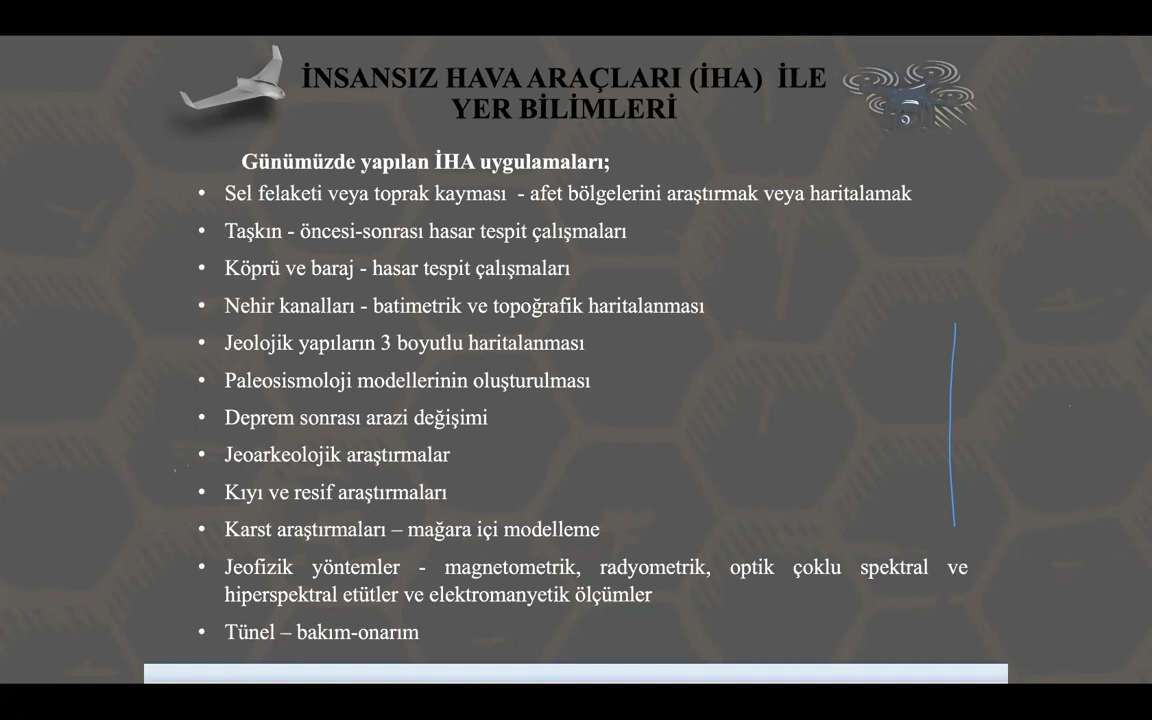 İNSANSIZ HAVA ARAÇLARI (İHA) İLE
YER BİLİMLERİ
Günümüzde yapılan İHA uygulamaları;
• Sel felaketi veya toprak kayması - afet bölgelerini araştırmak veya haritalamak
• Taşkın - öncesi-sonrası hasar tespit çalışmaları
• Köprü ve baraj - hasar tespit çalışmaları
• Nehir kanalları - batimetrik ve topoğrafik haritalanması
• Jeolojik yapıların 3 boyutlu haritalanması
• Paleosismoloji modellerinin oluşturulması
• Deprem sonrası arazi değişimi
• Jeoarkeolojik araştırmalar
• Kıyı ve resif araştırmaları
• Karst araştırmaları – mağara içi modelleme
• Jeofizik yöntemler - magnetometrik, radyometrik, optik çoklu spektral ve
hiperspektral etütler ve elektromanyetik ölçümler
• Tünel – bakım-onarım